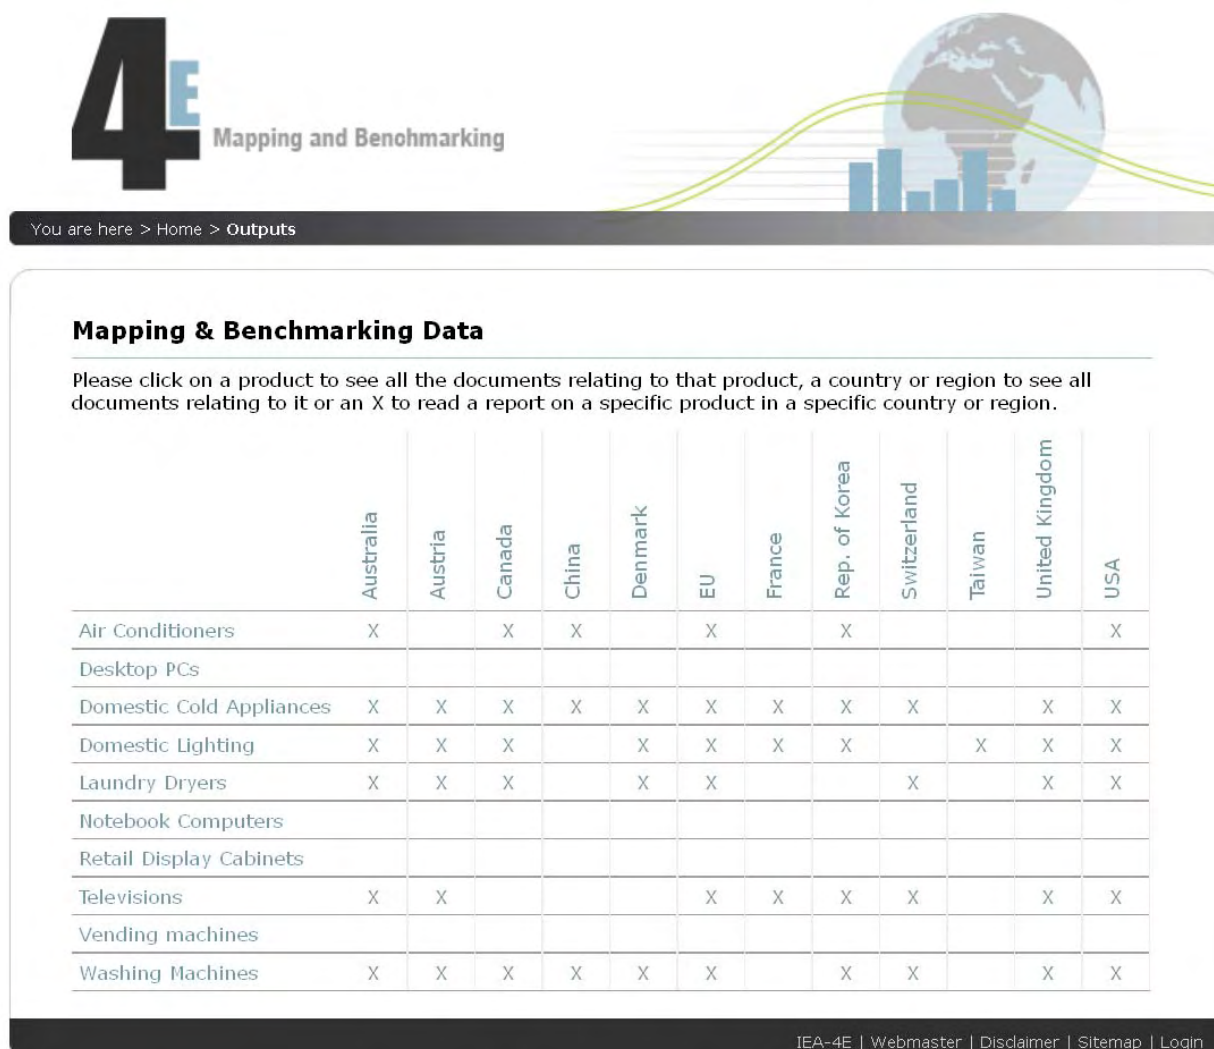 4E
Mapping and Benchmarking
You are here > Home > Outputs
Mapping & Benchmarking Data
Please click on a product to see all the documents relating to that product, a country or region to see all
documents relating to it or an X to read a report on a specific product in a specific country or region.
Australia Austria Canada China Denmark EU France Rep. of Korea Switzerland Taiwan United Kingdom USA
Air Conditioners X X X X X X
Desktop PCs
Domestic Cold Appliances X X X X X X X X X X X
Domestic Lighting X X X X X X X X X X
Laundry Dryers X X X X X X X X
Notebook Computers
Retail Display Cabinets
Televisions X X X X X X X X
Vending machines
Washing Machines X X X X X X X X X X
IEA-4E | Webmaster | Disclaimer | Sitemap | Login